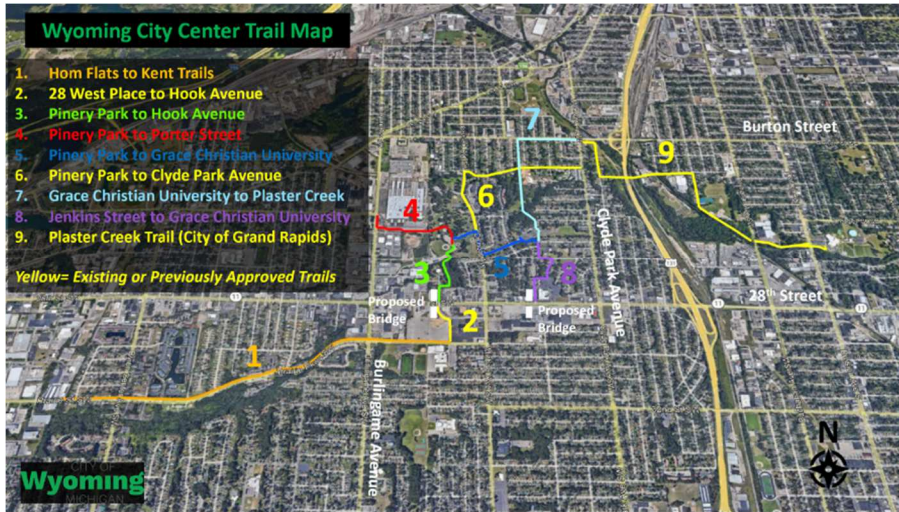 Wyoming City Center Trail Map
1. Hom Flats to Kent Trails
2. 28 West Place to Hook Avenue
3. Pinery Park to Hook Avenue
4. Pinery Park to Porter Street
5. Pinery Park to Grace Christian University
6. Pinery Park to Clyde Park Avenue
7. Grace Christian University to Plaster Creek
8. Jenkins Street to Grace Christian University
9. Plaster Creek Trail (City of Grand Rapids)
Yellow= Existing or Previously Approved Trails
7
Burton Street
9
6
4
5
3
8
Clyde Park Avenue
28th Street
Proposed
Bridge
Proposed
Bridge
2
1
Burlingame Avenue
N
CITY OF
Wyoming
MICHIGAN